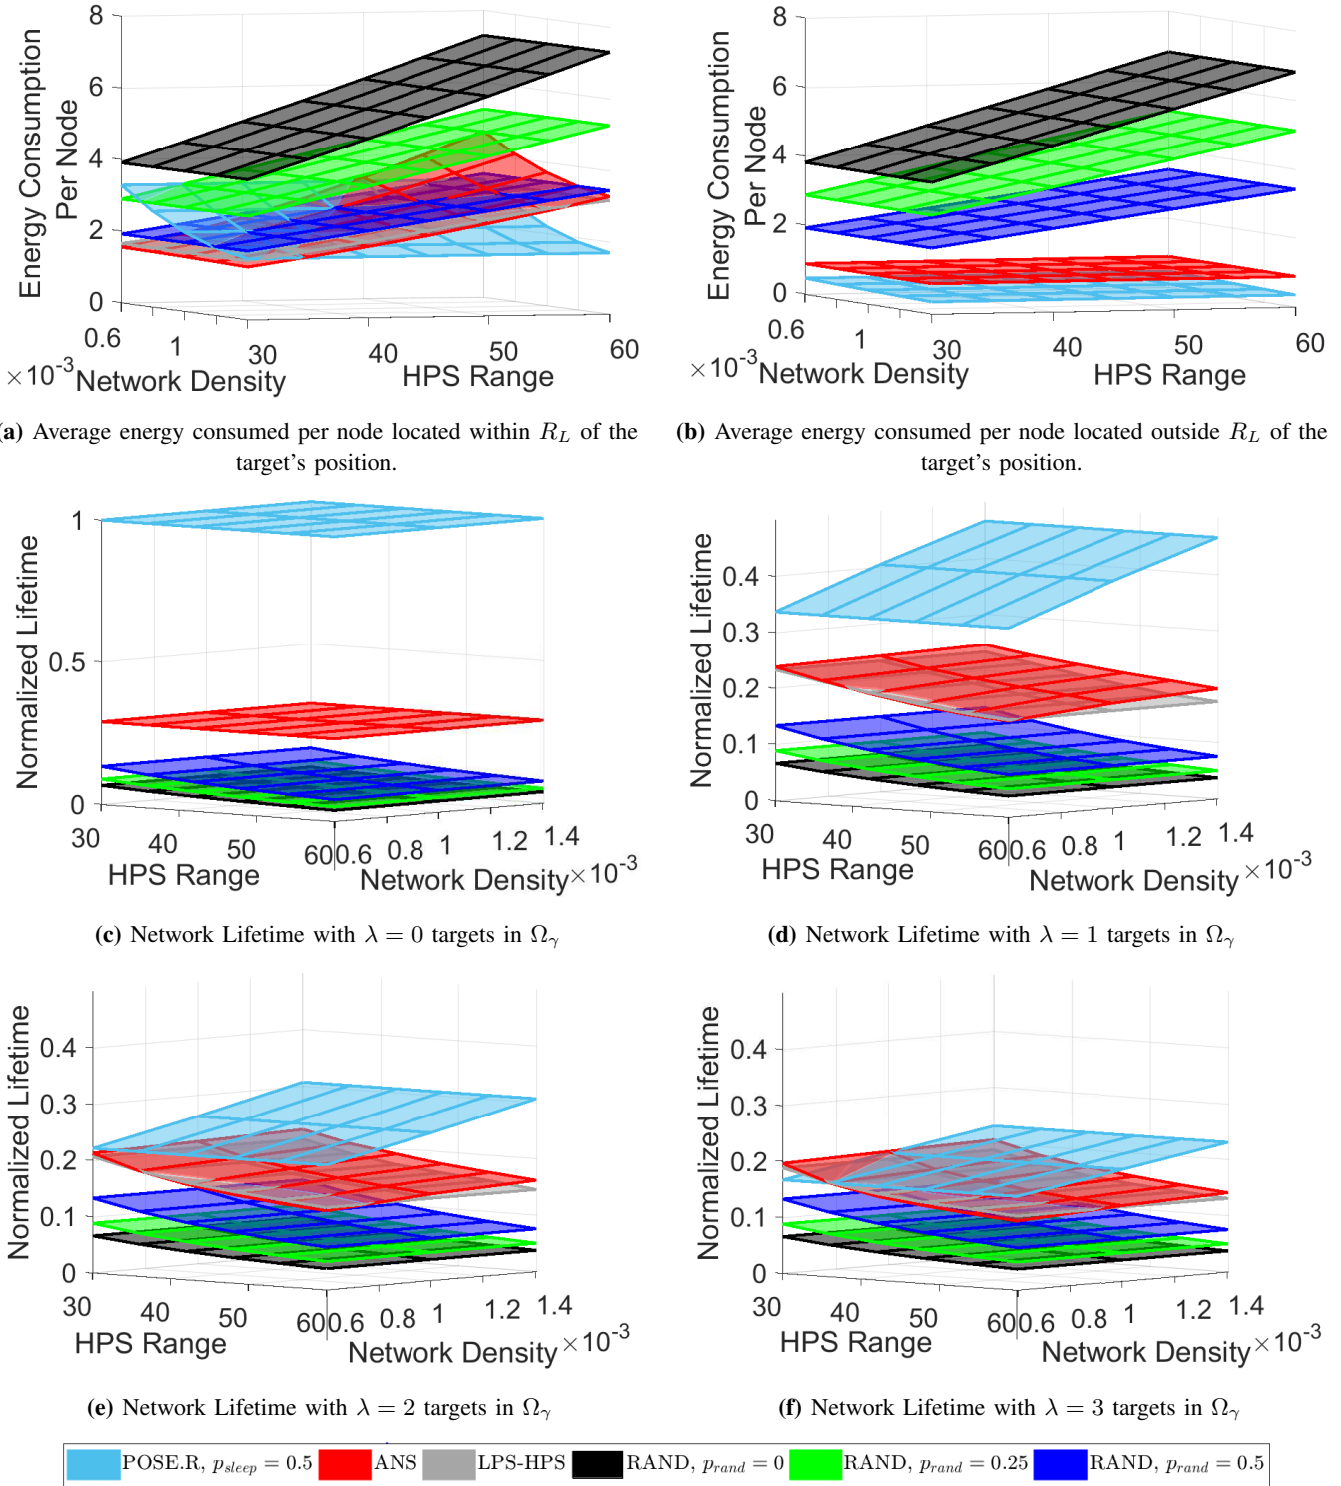 8
6
4
2
0
Energy Consumption
Per Node
0.6
1
30
40
50
60
×10-3
Network Density
HPS Range
8
6
4
2
0
Energy Consumption
Per Node
0.6
1
30
40
50
60
×10-3
Network Density
HPS Range
(a) Average energy consumed per node located within RL of the
target's position.
(b) Average energy consumed per node located outside RL of the
target's position.
1
0.5
0
Normalized Lifetime
30
40
50
60
0.6
0.8
1
1.2
1.4
HPS Range
Network Density
×10-3
0.4
0.3
0.2
0.1
0
Normalized Lifetime
30
40
50
60
0.6
0.8
1
1.2
1.4
HPS Range
Network Density
×10-3
(c) Network Lifetime with λ = 0 targets in Ωγ
(d) Network Lifetime with λ = 1 targets in Ωγ
0.4
0.3
0.2
0.1
0
Normalized Lifetime
30
40
50
60
0.6
0.8
1
1.2
1.4
HPS Range
Network Density
×10-3
0.4
0.3
0.2
0.1
0
Normalized Lifetime
30
40
50
60
0.6
0.8
1
1.2
1.4
HPS Range
Network Density
×10-3
(e) Network Lifetime with λ = 2 targets in Ωγ
(f) Network Lifetime with λ = 3 targets in Ωγ
POSE.R, psleep = 0.5 ANS LPS-HPS RAND, prand = 0 RAND, prand = 0.25 RAND, prand = 0.5